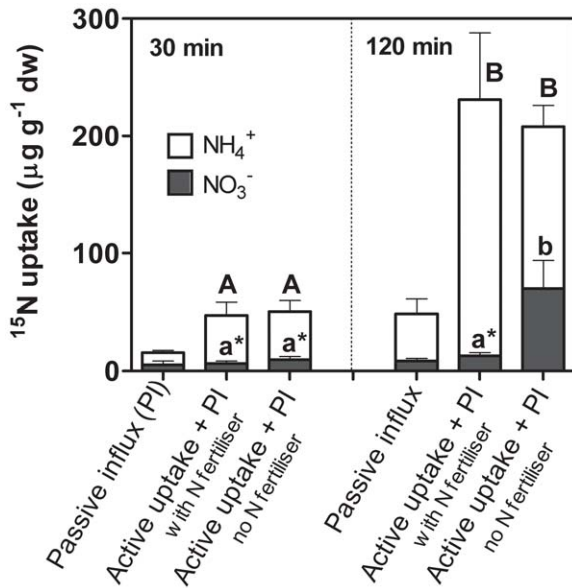 ¹⁵N uptake (µg g⁻¹ dw)
300
200
100
0
30 min
120 min
NH₄⁺
NO₃⁻
A
A
a*
a*
B
B
a*
b
Passive influx (PI)
Active uptake + PI
with N fertiliser
Active uptake + PI
no N fertiliser
Passive influx
Active uptake + PI
with N fertiliser
Active uptake + PI
no N fertiliser